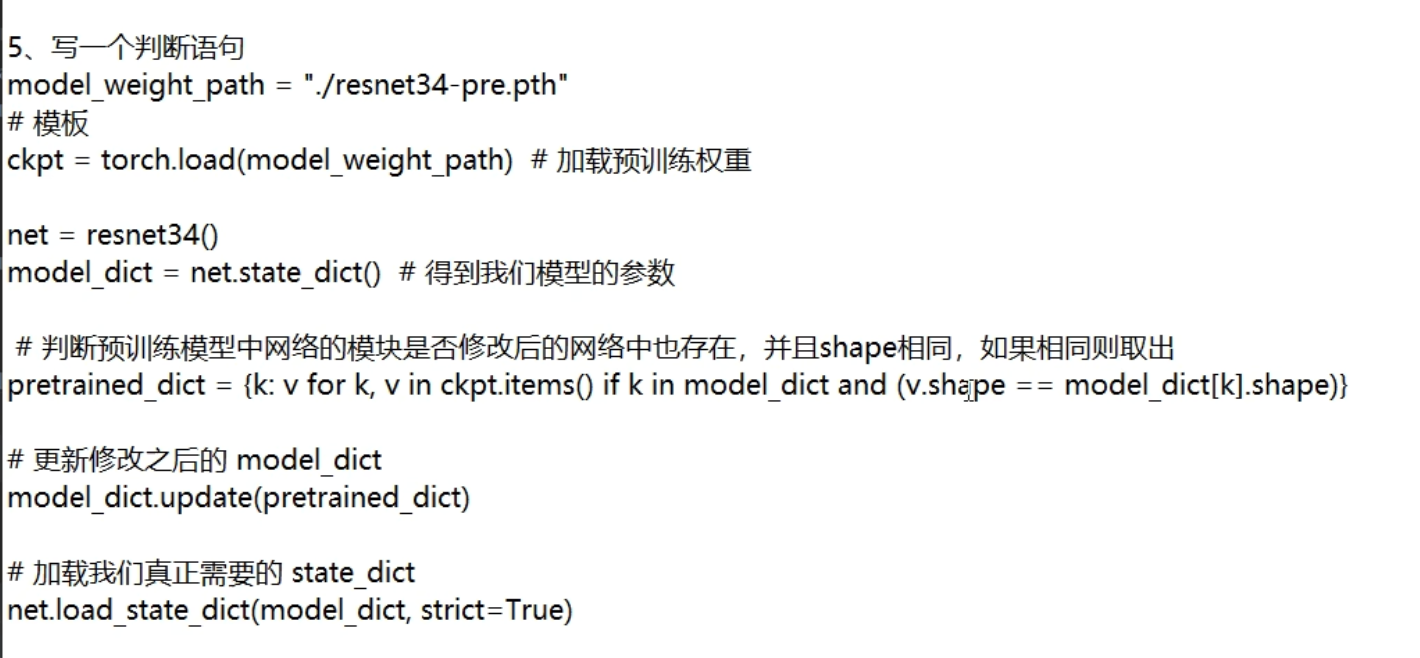 5、写一个判断语句
model_weight_path = "./resnet34-pre.pth"
# 模板
ckpt = torch.load(model_weight_path)  # 加载预训练权重
net = resnet34()
model_dict = net.state_dict()  # 得到我们模型的参数
# 判断预训练模型中网络的模块是否修改后的网络中也存在，并且shape相同，如果相同则取出
pretrained_dict = {k: v for k, v in ckpt.items() if k in model_dict and (v.shape == model_dict[k].shape)}
# 更新修改之后的 model_dict
model_dict.update(pretrained_dict)
# 加载我们真正需要的 state_dict
net.load_state_dict(model_dict, strict=True)